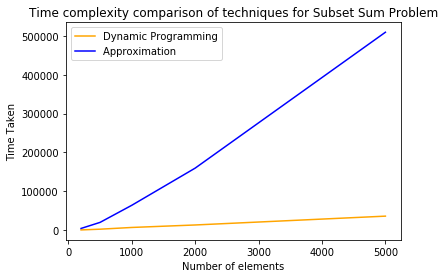 Time complexity comparison of techniques for Subset Sum Problem
Dynamic Programming
Approximation
500000
400000
300000
200000
100000
0
Time Taken
0
1000
2000
3000
4000
5000
Number of elements